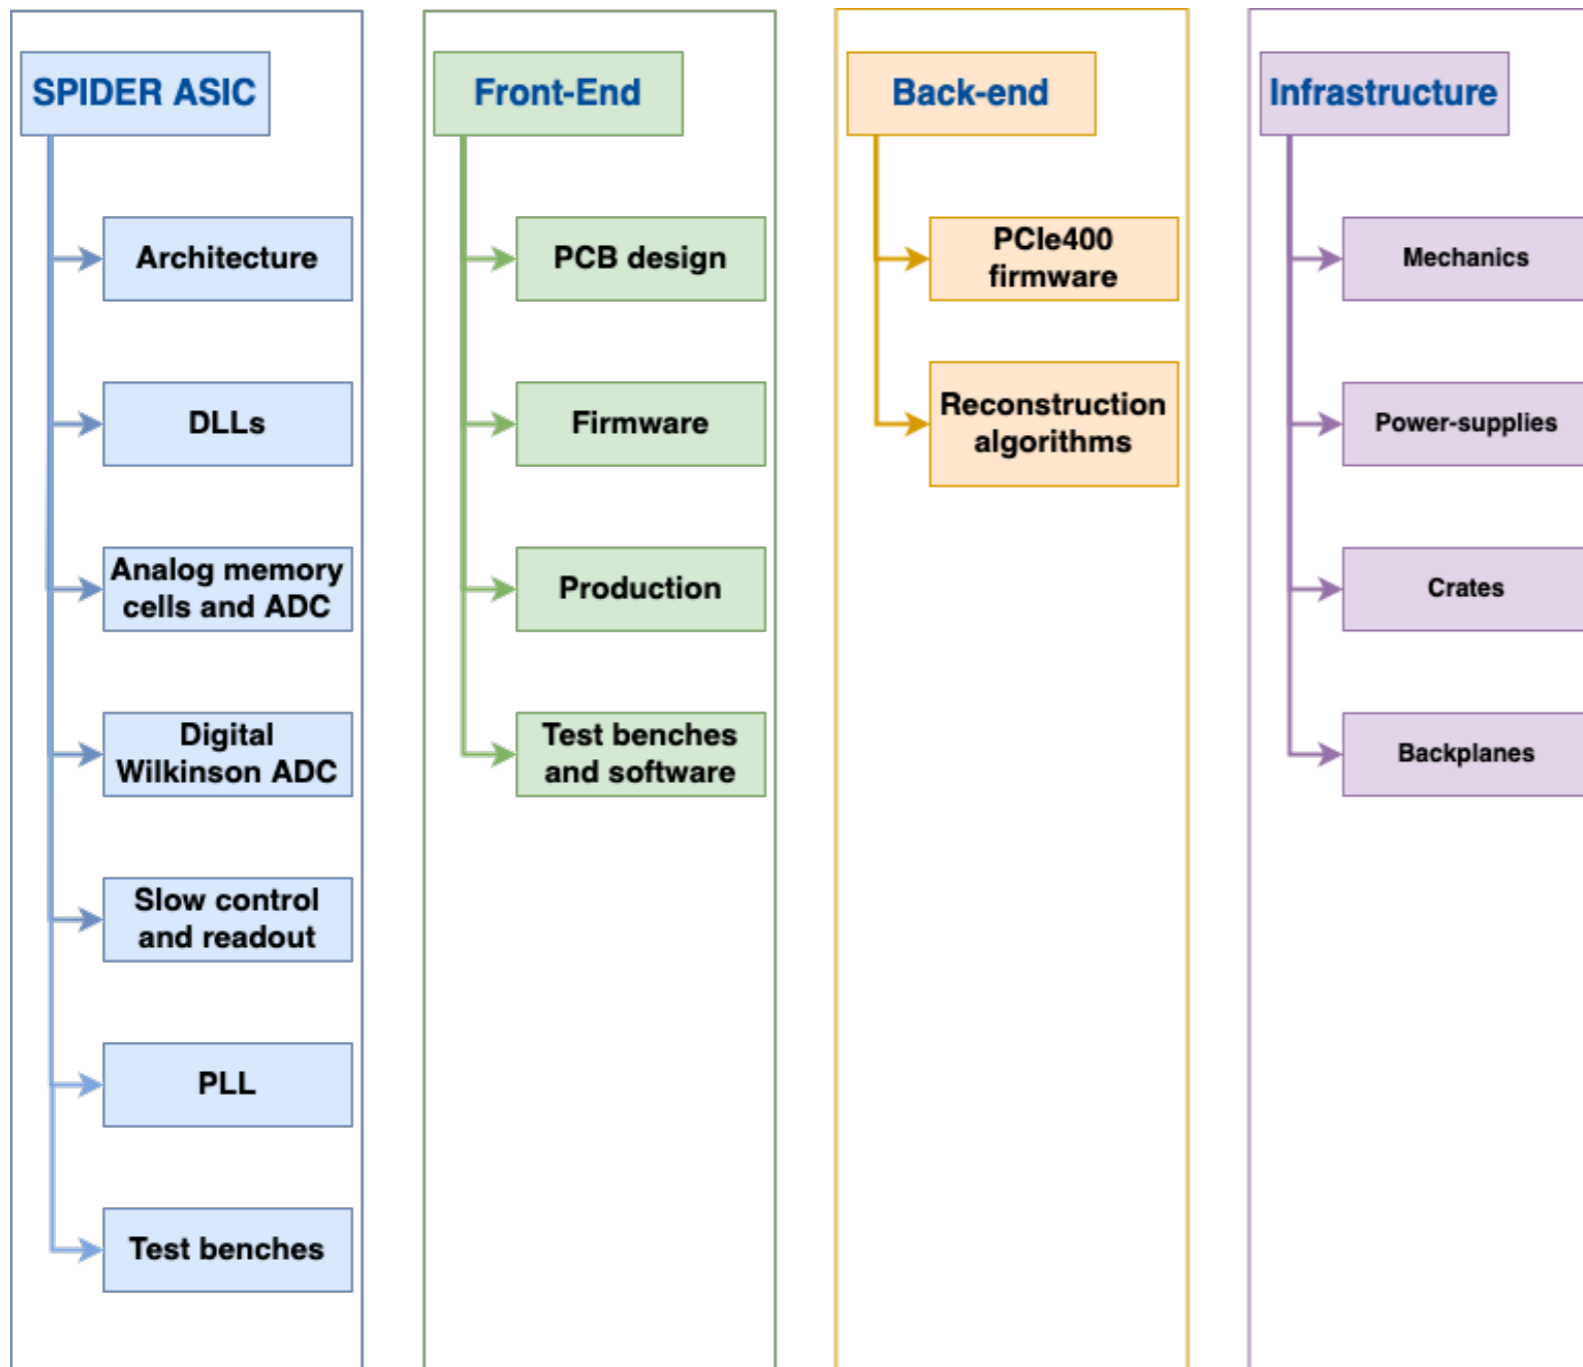 SPIDER ASIC
Architecture
DLLs
Analog memory
cells and ADC
Digital
Wilkinson ADC
Slow control
and readout
PLL
Test benches
Front-End
PCB design
Firmware
Production
Test benches
and software
Back-end
PCIe400
firmware
Reconstruction
algorithms
Infrastructure
Mechanics
Power-supplies
Crates
Backplanes